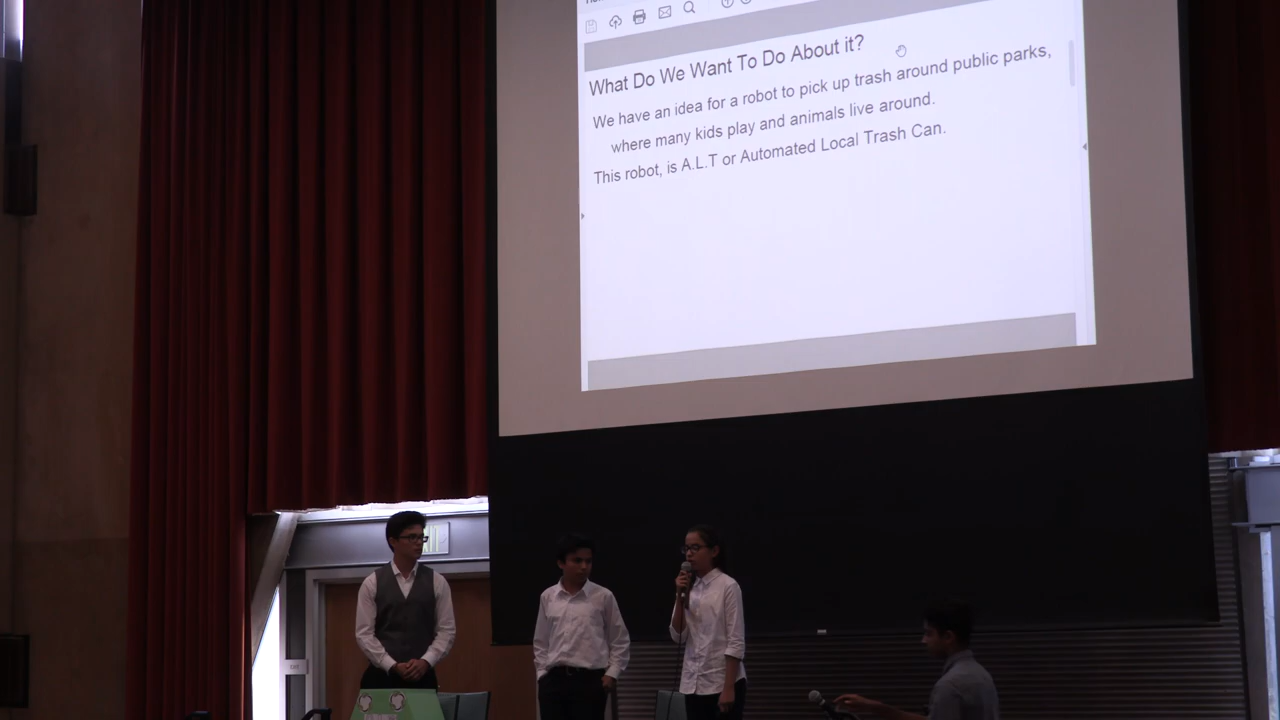 What Do We Want To Do About it?
We have an idea for a robot to pick up trash around public parks,
where many kids play and animals live around.
This robot, is A.L.T or Automated Local Trash Can.